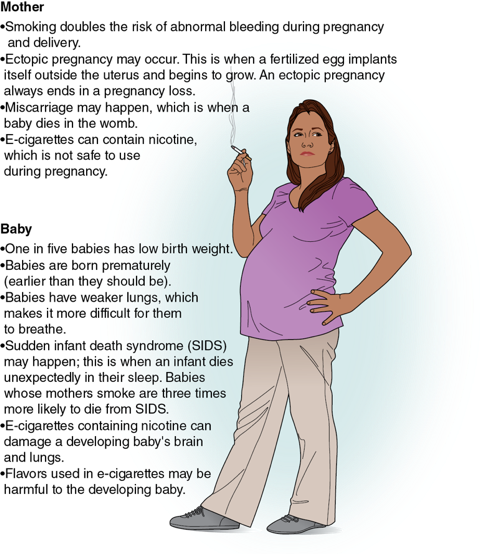 Mother
•Smoking doubles the risk of abnormal bleeding during pregnancy
and delivery.
•Ectopic pregnancy may occur. This is when a fertilized egg implants
itself outside the uterus and begins to grow. An ectopic pregnancy
always ends in a pregnancy loss.
•Miscarriage may happen, which is when a
baby dies in the womb.
•E-cigarettes can contain nicotine,
which is not safe to use
during pregnancy.
Baby
•One in five babies has low birth weight.
•Babies are born prematurely
(earlier than they should be).
•Babies have weaker lungs, which
makes it more difficult for them
to breathe.
•Sudden infant death syndrome (SIDS)
may happen; this is when an infant dies
unexpectedly in their sleep. Babies
whose mothers smoke are three times
more likely to die from SIDS.
•E-cigarettes containing nicotine can
damage a developing baby's brain
and lungs.
•Flavors used in e-cigarettes may be
harmful to the developing baby.